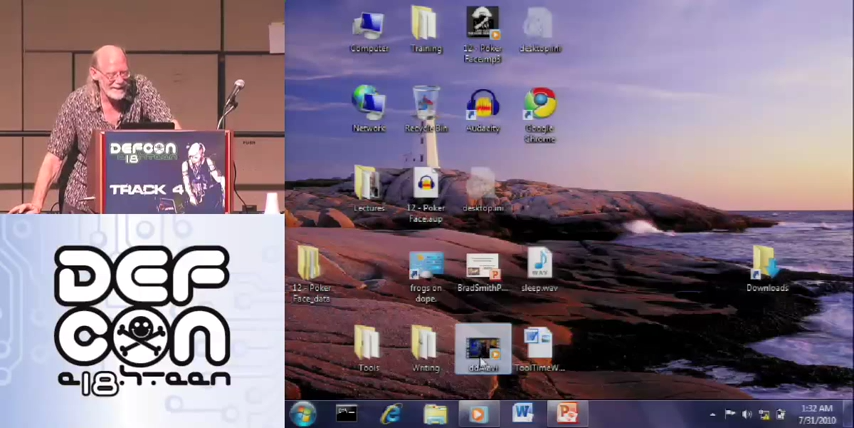 DEFCON
18
TRACK 4
DEF
CON
Computer
Training
12 - Poker
Face.mp3
desktop.ini
Network
Recycle Bin
Audacity
Google
Chrome
Lectures
12 - Poker
Face.aup
desktop.ini
12 - Poker
Face_data
frogs on
dope.
BradSmithP...
sleep.wav
Downloads
Tools
Writing
ToolTimeW...
1:32 AM
7/31/2010